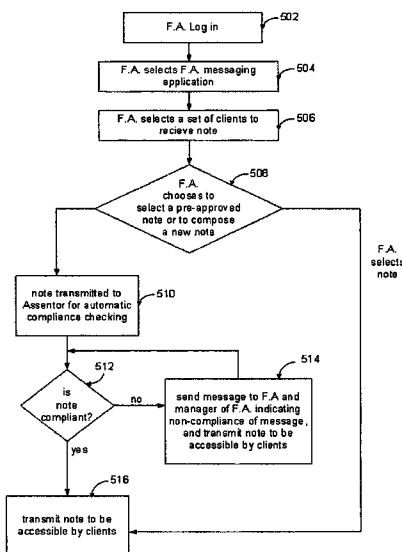 F.A. Log in
502
F.A. selects F.A. messaging
application
504
F.A. selects a set of clients to
recieve note
506
F.A.
chooses to
select a pre-approved
note or to compose
a new note
508
F.A.
selects
note
note transmitted to
Assentor for automatic
compliance checking
510
is
note
compliant?
512
no
yes
send message to F.A and
manager of F.A. indicating
non-compliance of message,
and transmit note to be
accessible by clients
514
transmit note to be
accessible by clients
516